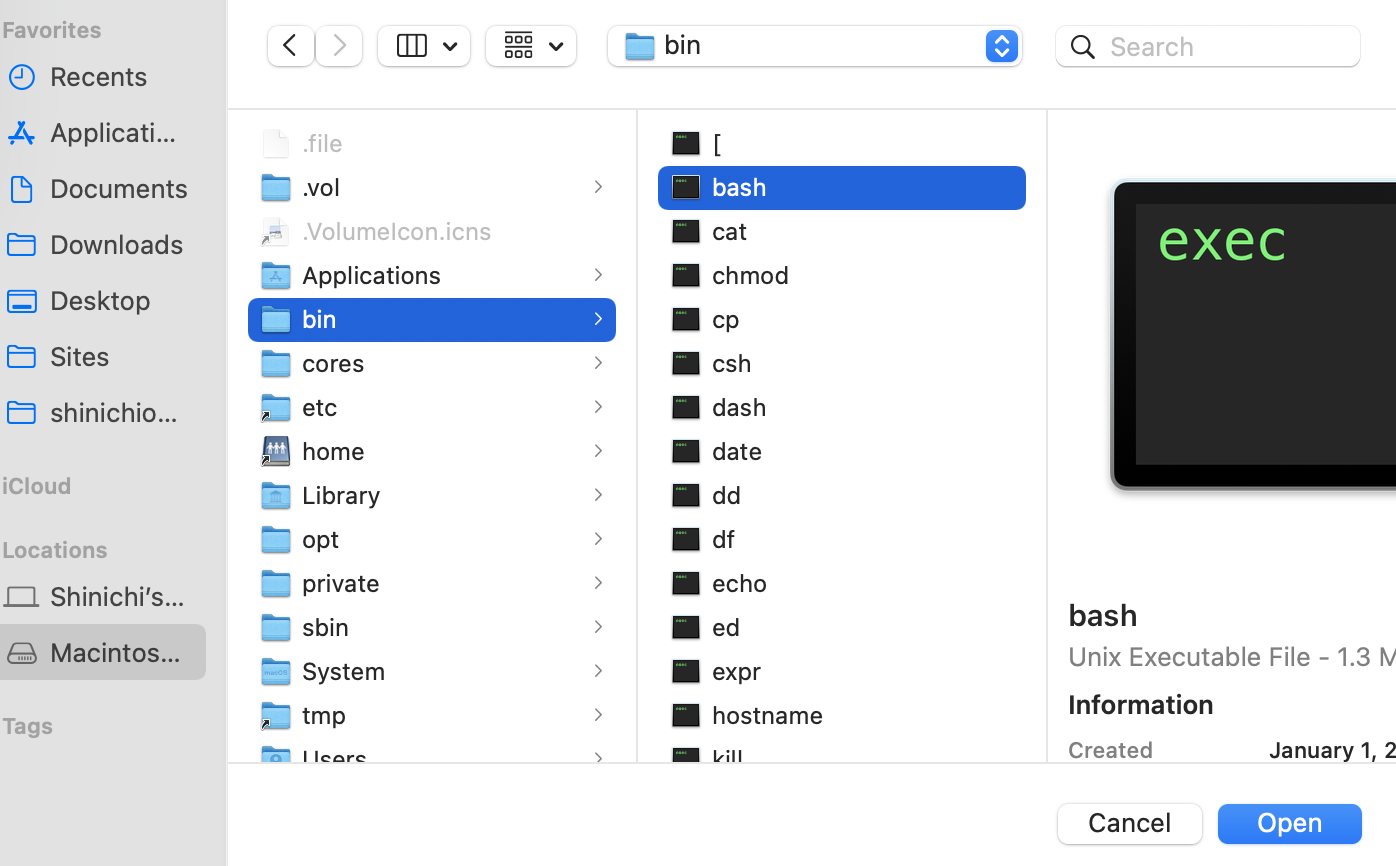 Favorites
Recents
Applicati...
Documents
Downloads
Desktop
Sites
shinichio...
iCloud
Locations
Shinichi’s...
Macintos...
Tags
bin
Search
.file
.vol
.VolumeIcon.icns
Applications
bin
cores
etc
home
Library
opt
private
sbin
System
tmp
Users
[
bash
cat
chmod
cp
csh
dash
date
dd
df
echo
ed
expr
hostname
kill
exec
bash
Unix Executable File - 1.3 M
Information
Created January 1, 2
Cancel Open